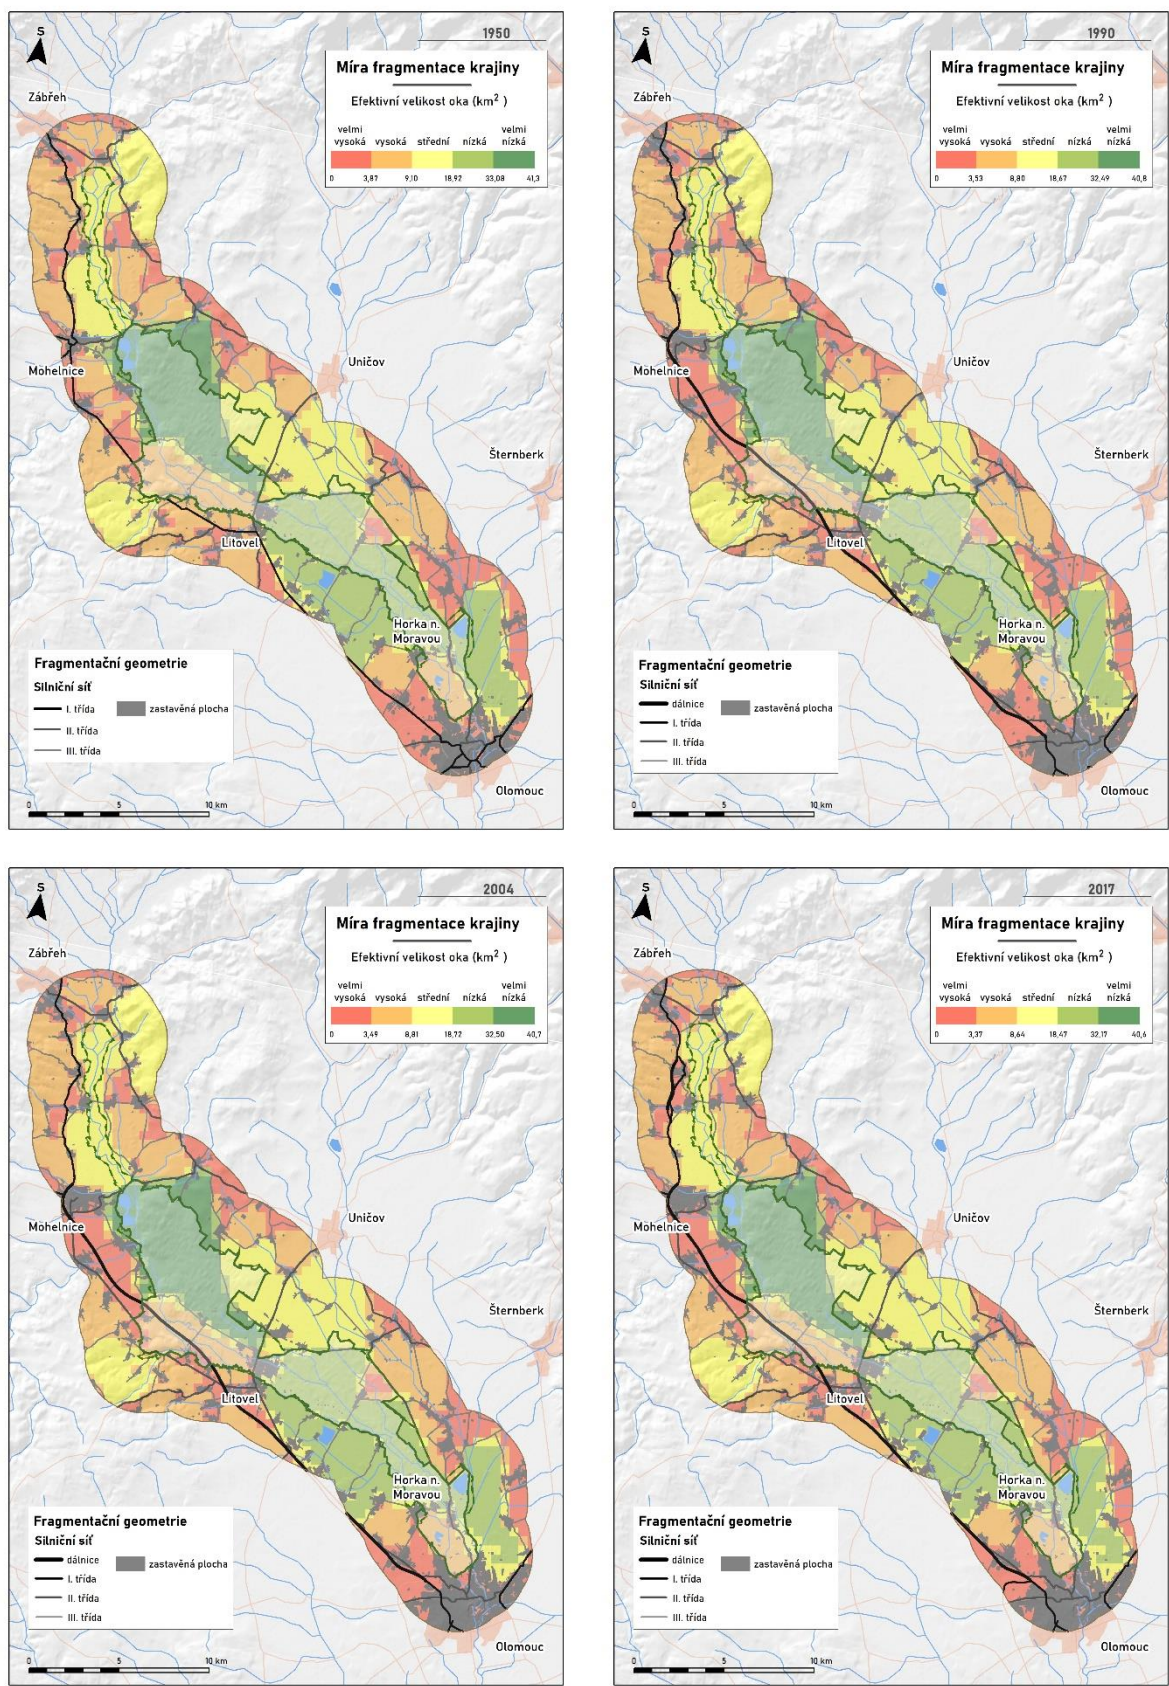 1950
S
Míra fragmentace krajiny
Efektivní velikost oka (km² )
velmi vysoká vysoká střední nízká velmi nízká
0 3,87 9,10 18,92 33,08 41,3
Zábřeh
Uničov
Mohelnice
Šternberk
Litovel
Horka n.
Moravou
Olomouc
Fragmentační geometrie
Silniční síť
I. třída
zastavěná plocha
II. třída
III. třída
0 5 10 km
1990
S
Míra fragmentace krajiny
Efektivní velikost oka (km² )
velmi vysoká vysoká střední nízká velmi nízká
0 3,53 8,80 18,67 32,49 40,8
Zábřeh
Uničov
Mohelnice
Šternberk
Litovel
Horka n.
Moravou
Olomouc
Fragmentační geometrie
Silniční síť
dálnice
zastavěná plocha
I. třída
II. třída
III. třída
0 5 10 km
2004
S
Míra fragmentace krajiny
Efektivní velikost oka (km² )
velmi vysoká vysoká střední nízká velmi nízká
0 3,49 8,81 18,72 32,50 40,7
Zábřeh
Uničov
Mohelnice
Šternberk
Litovel
Horka n.
Moravou
Olomouc
Fragmentační geometrie
Silniční síť
dálnice
zastavěná plocha
I. třída
II. třída
III. třída
0 5 10 km
2017
S
Míra fragmentace krajiny
Efektivní velikost oka (km² )
velmi vysoká vysoká střední nízká velmi nízká
0 3,37 8,64 18,47 32,17 40,6
Zábřeh
Uničov
Mohelnice
Šternberk
Litovel
Horka n.
Moravou
Olomouc
Fragmentační geometrie
Silniční síť
dálnice
zastavěná plocha
I. třída
II. třída
III. třída
0 5 10 km